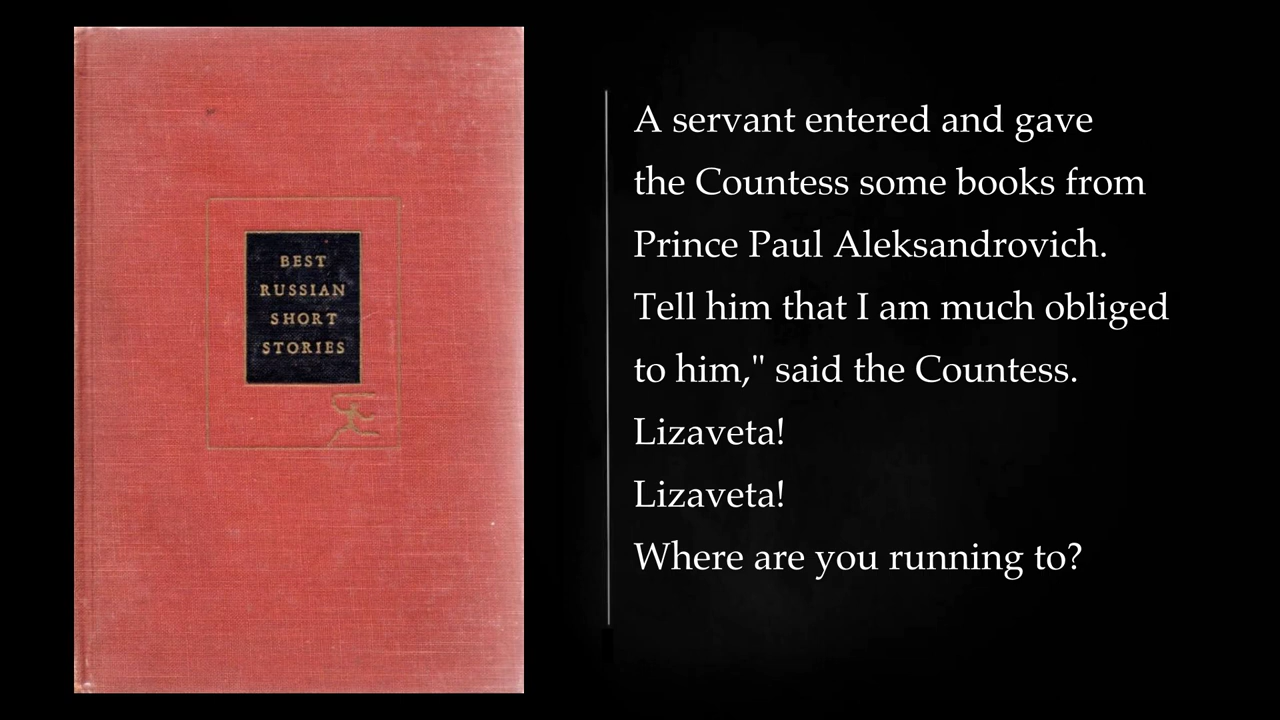 BEST
RUSSIAN
SHORT
STORIES
A servant entered and gave
the Countess some books from
Prince Paul Aleksandrovich.
Tell him that I am much obliged
to him," said the Countess.
Lizaveta!
Lizaveta!
Where are you running to?